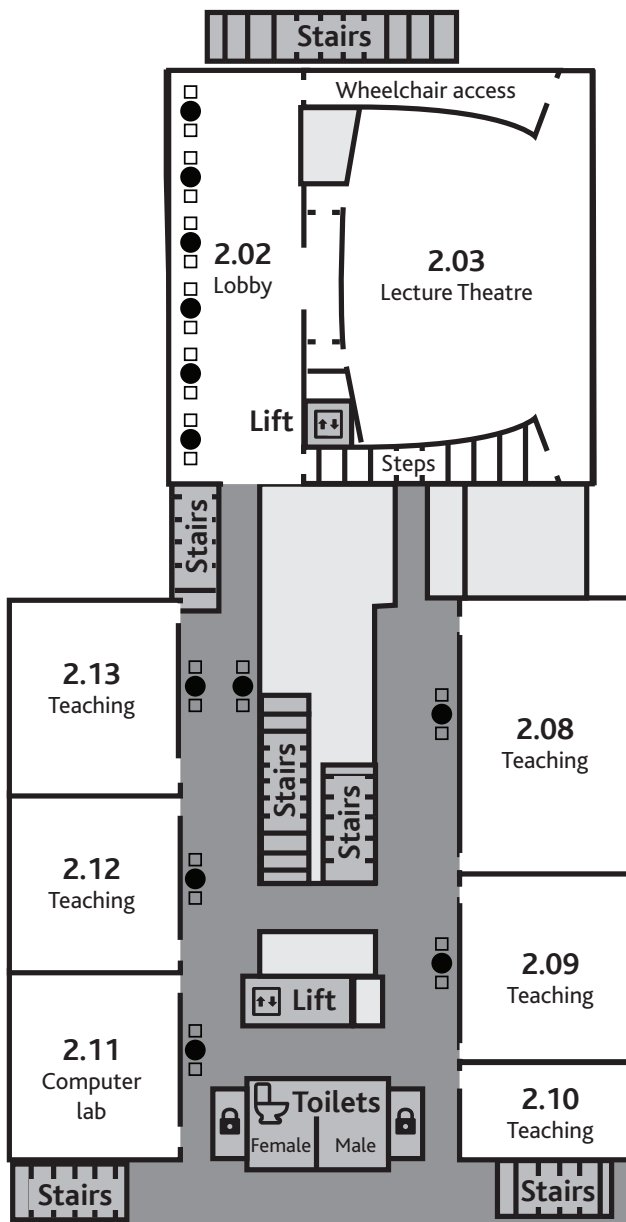 Stairs
Wheelchair access
2.02
Lobby
2.03
Lecture Theatre
Lift
Steps
Stairs
2.13
Teaching
2.08
Teaching
Stairs
Stairs
2.12
Teaching
2.09
Teaching
Lift
2.11
Computer
lab
Toilets
Female
Male
2.10
Teaching
Stairs
Stairs